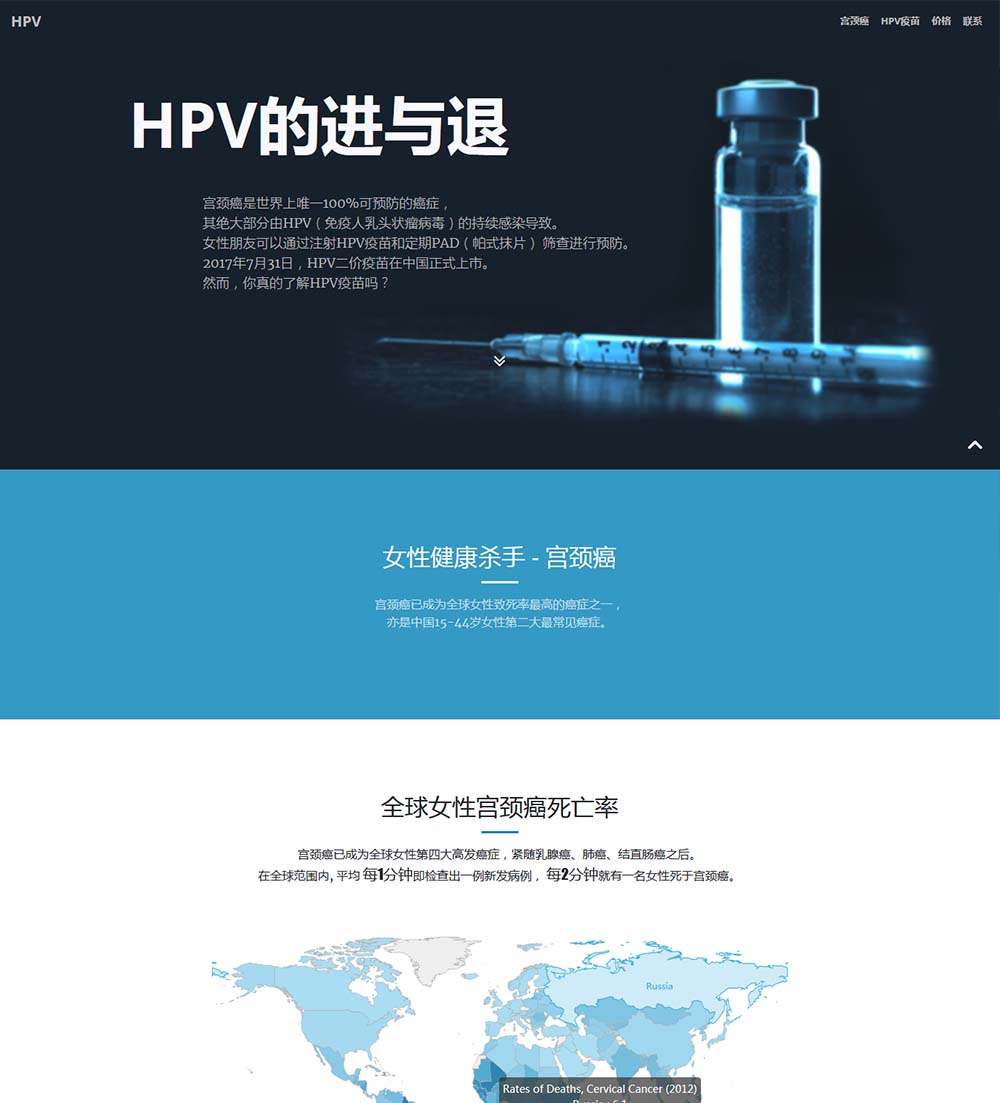 HPV
宫颈癌 HPV疫苗 价格 联系
HPV的进与退
宫颈癌是世界上唯一100%可预防的癌症，
其绝大部分由HPV（免疫人乳头状瘤病毒）的持续感染导致。
女性朋友可以通过注射HPV疫苗和定期PAD（帕式抹片） 筛查进行预防。
2017年7月31日，HPV二价疫苗在中国正式上市。
然而，你真的了解HPV疫苗吗？
.1 .2 .4 .5 .6 .7 .8 .9
女性健康杀手 - 宫颈癌
宫颈癌已成为全球女性致死率最高的癌症之一，
亦是中国15-44岁女性第二大最常见癌症。
全球女性宫颈癌死亡率
宫颈癌已成为全球女性第四大高发癌症，紧随乳腺癌、肺癌、结直肠癌之后。
在全球范围内, 平均 每1分钟即检查出一例新发病例， 每2分钟就有一名女性死于宫颈癌。
Russia
Rates of Deaths, Cervical Cancer (2012)